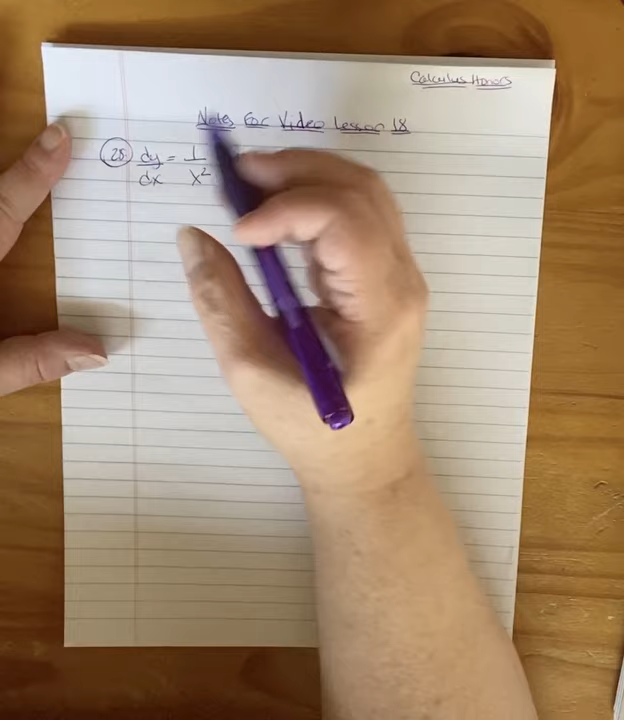 Calculus Honors
Notes For Video Lesson 18
28 dy/dx = 1/x²